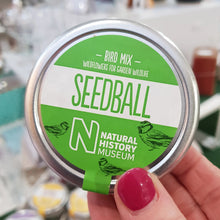 BIRD MIX
WILDFLOWERS FOR GARDEN WILDLIFE
SEEDBALL
N
NATURAL
HISTORY
MUSEUM